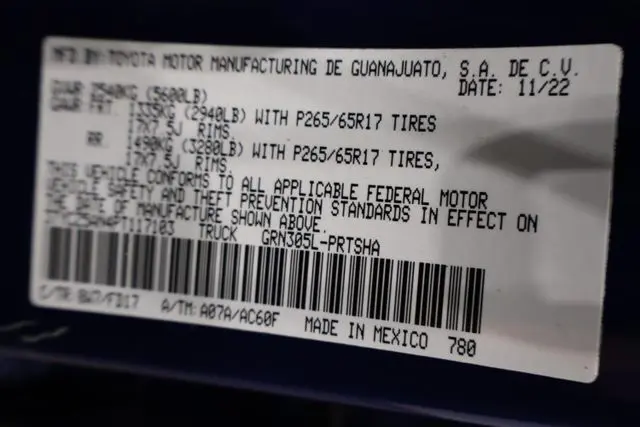 MFD BY: TOYOTA MOTOR MANUFACTURING DE GUANAJUATO, S.A. DE C.V.
DATE: 11/22
GVWR 2540KG (5600LB)
GAWR FRT. 1335KG (2940LB) WITH P265/65R17 TIRES
17X7.5J RIMS.
RR. 1490KG (3280LB) WITH P265/65R17 TIRES,
17X7.5J RIMS.
THIS VEHICLE CONFORMS TO ALL APPLICABLE FEDERAL MOTOR
VEHICLE SAFETY AND THEFT PREVENTION STANDARDS IN EFFECT ON
THE DATE OF MANUFACTURE SHOWN ABOVE.
TRUCK GRN305L-PRTSHA
C/TR: 8W7/FD17 A/TM: A07A/AC60F MADE IN MEXICO 780